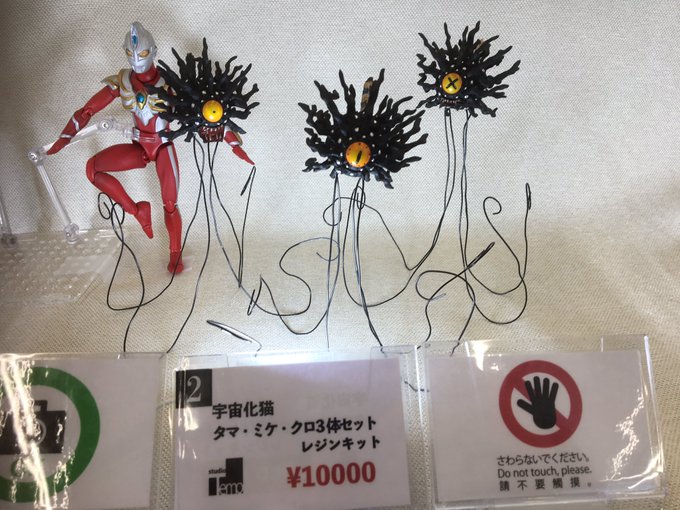 2
宇宙化猫
タマ・ミケ・クロ3体セット
レジンキット
studio
Temp
¥10000
さわらないでください。
Do not touch, please.
請不要觸摸。